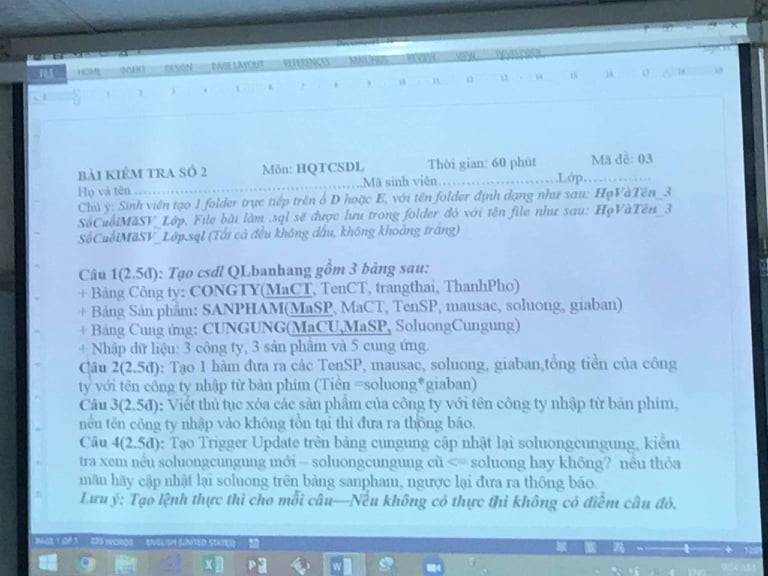 FILE HOME INSERT DESIGN PAGE LAYOUT REFERENCES MAILINGS REVIEW VIEW DEVELOPER
BÀI KIỂM TRA SỐ 2 Môn: HQTCSDL Thời gian: 60 phút Mã đề: 03
Họ và tên ........................................Mã sinh viên.....................Lớp..............
Chú ý: Sinh viên tạo 1 folder trực tiếp trên ổ D hoặc E, với tên folder định dạng như sau: HọVàTên_3
SốCuốiMãSV_Lớp. File bài làm .sql sẽ được lưu trong folder đó với tên file như sau: HọVàTên_3
SốCuốiMãSV_Lớp.sql (Tất cả đều không dấu, không khoảng trắng)
Câu 1(2.5đ): Tạo csdl QLbanhang gồm 3 bảng sau:
+ Bảng Công ty: CONGTY(MaCT, TenCT, trangthai, ThanhPho)
+ Bảng Sản phẩm: SANPHAM(MaSP, MaCT, TenSP, mausac, soluong, giaban)
+ Bảng Cung ứng: CUNGUNG(MaCU,MaSP, SoluongCungung)
+ Nhập dữ liệu: 3 công ty, 3 sản phẩm và 5 cung ứng.
Câu 2(2.5đ): Tạo 1 hàm đưa ra các TenSP, mausac, soluong, giaban,tổng tiền của công
ty với tên công ty nhập từ bàn phím (Tiền =soluong*giaban)
Câu 3(2.5đ): Viết thủ tục xóa các sản phẩm của công ty với tên công ty nhập từ bàn phím,
nếu tên công ty nhập vào không tồn tại thì đưa ra thông báo.
Câu 4(2.5đ): Tạo Trigger Update trên bảng cungung cập nhật lại soluongcungung, kiểm
tra xem nếu soluongcungung mới – soluongcungung cũ <= soluong hay không? nếu thỏa
mãn hãy cập nhật lại soluong trên bảng sanpham, ngược lại đưa ra thông báo.
Lưu ý: Tạo lệnh thực thi cho mỗi câu—Nếu không có thực thi không có điểm câu đó.
PAGE 1 OF 1 235 WORDS ENGLISH (UNITED STATES)
ENG 9:04 AM